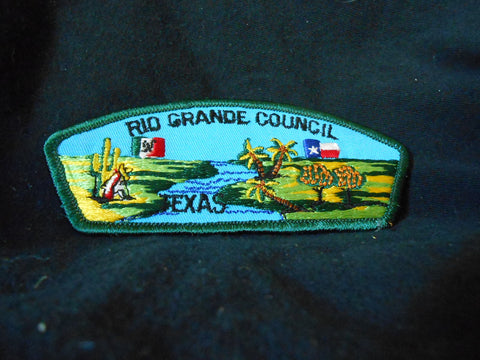 RIO GRANDE COUNCIL
TEXAS